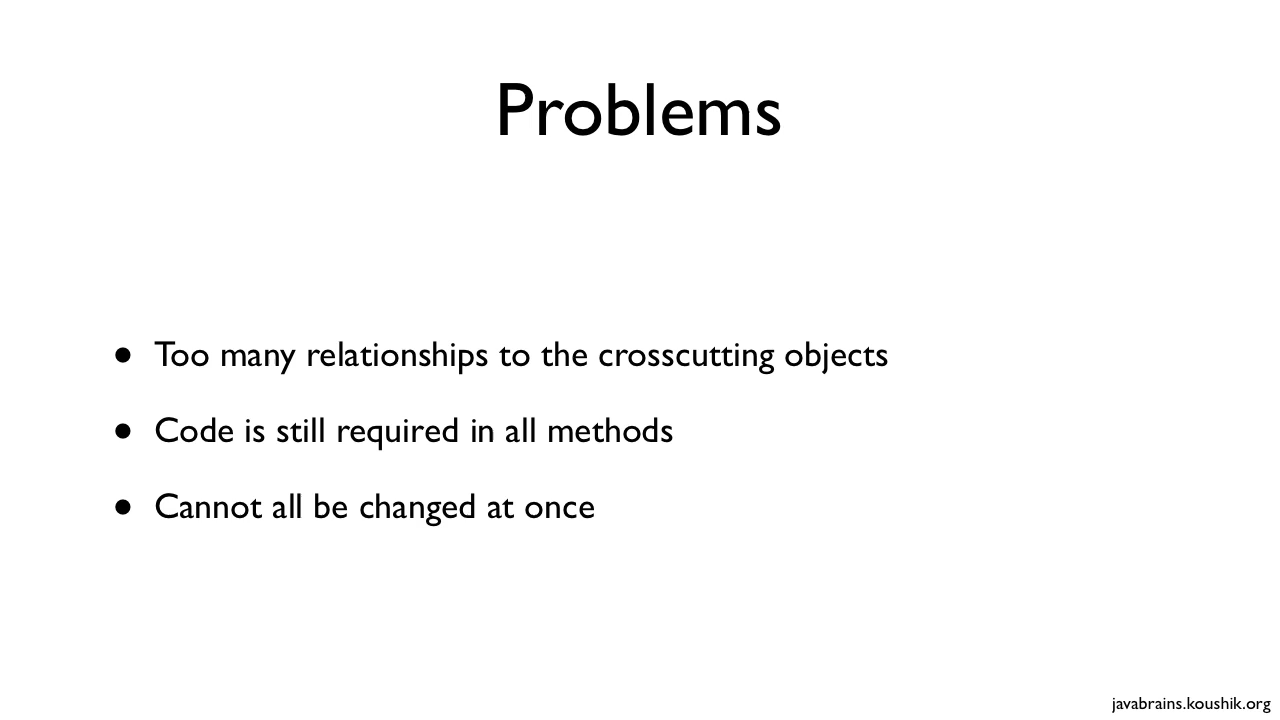 Problems
• Too many relationships to the crosscutting objects
• Code is still required in all methods
• Cannot all be changed at once
javabrains.koushik.org